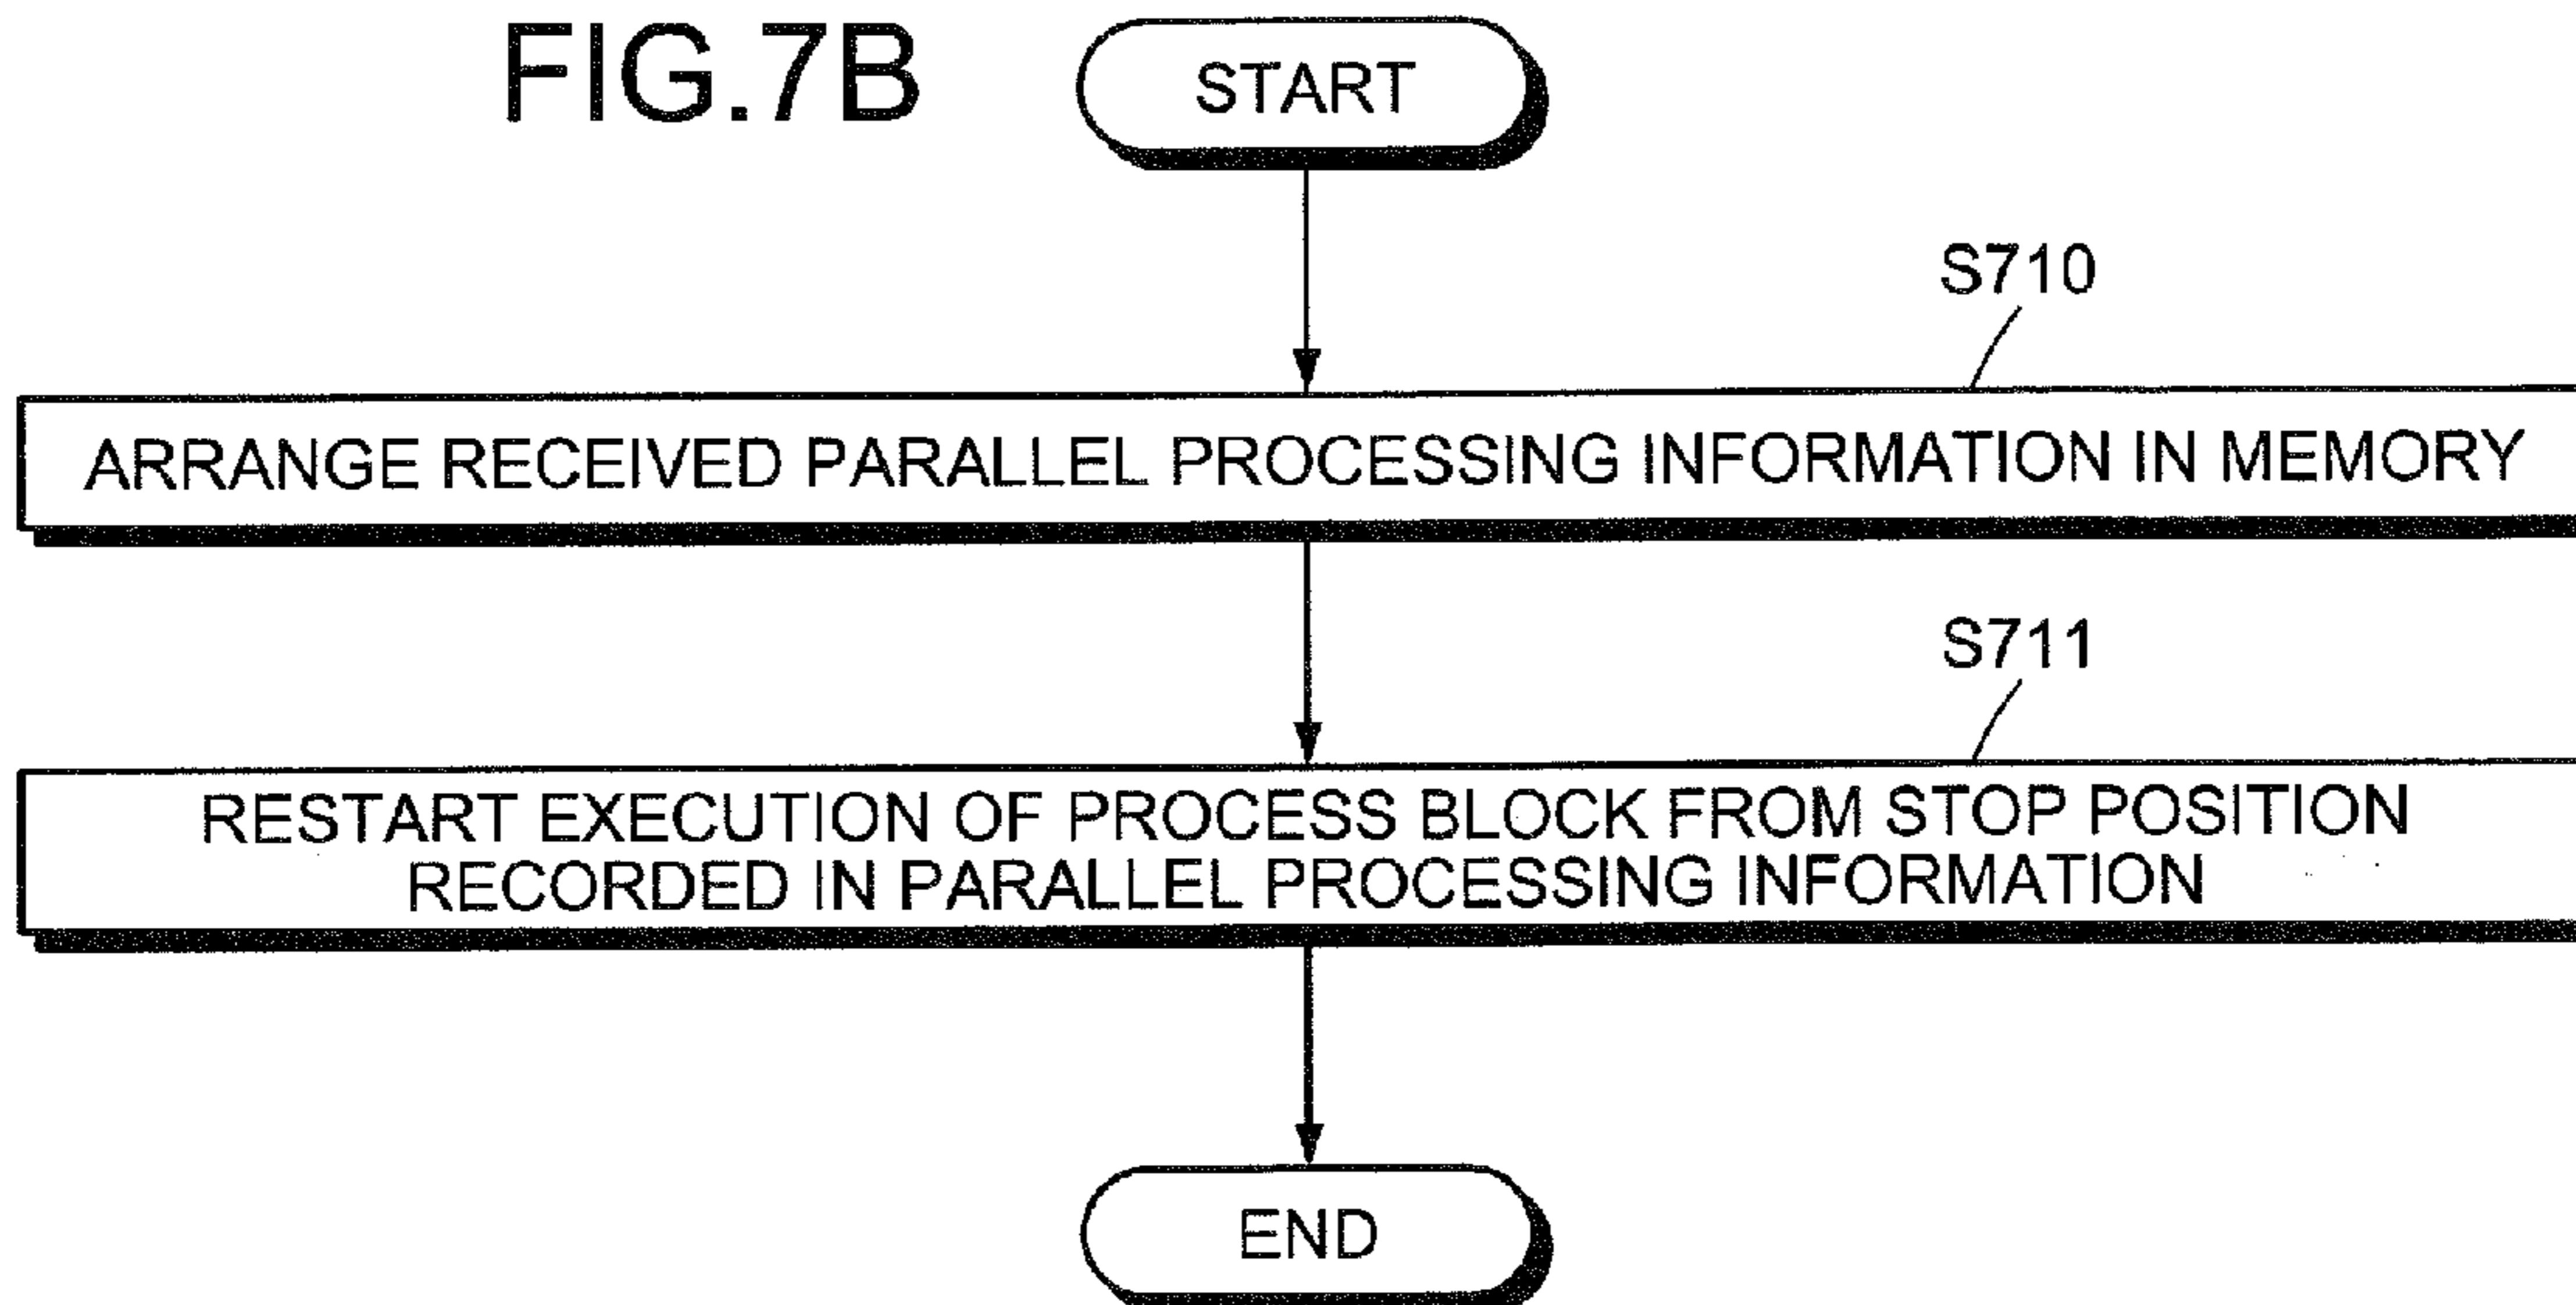 FIG.7B
START
S710
ARRANGE RECEIVED PARALLEL PROCESSING INFORMATION IN MEMORY
S711
RESTART EXECUTION OF PROCESS BLOCK FROM STOP POSITION
RECORDED IN PARALLEL PROCESSING INFORMATION
END